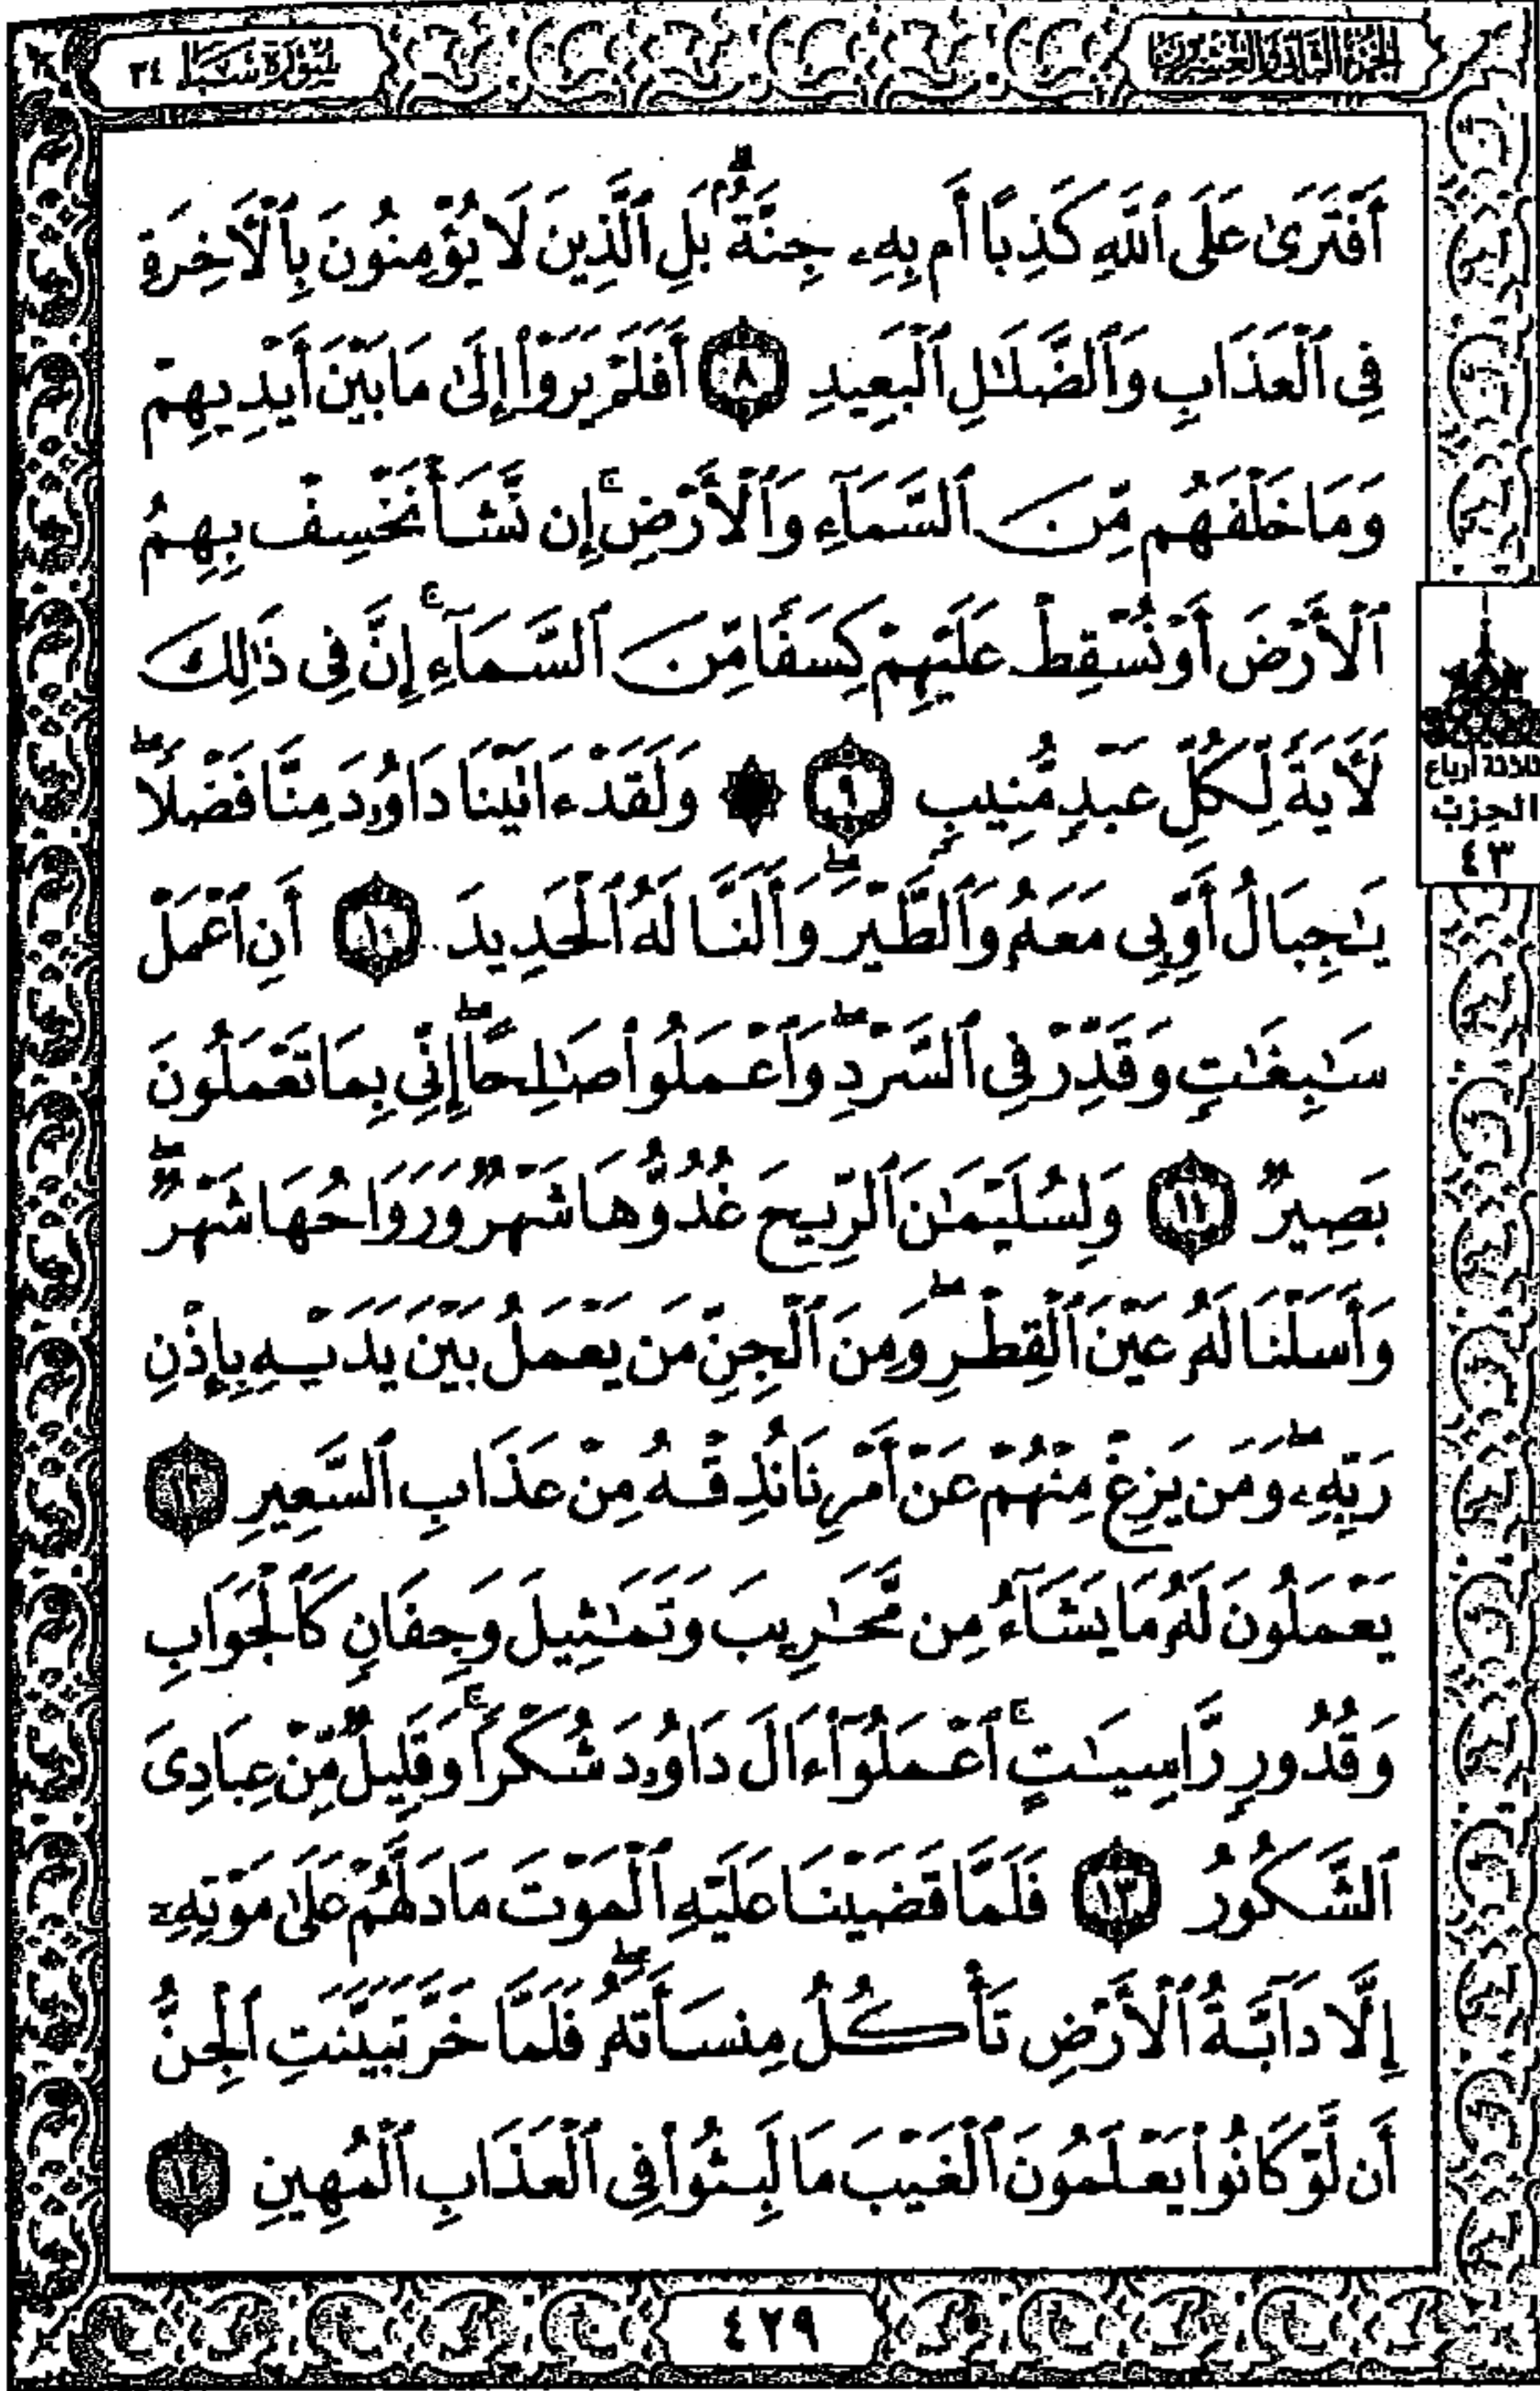 الجزء الثاني والعشرون
سورة سبإ ٣٤
أَفْتَرَىٰ عَلَى ٱللَّهِ كَذِبًا أَم بِهِۦ جِنَّةٌۢ ۗ بَلِ ٱلَّذِينَ لَا يُؤْمِنُونَ بِٱلْأَخِرَةِ
فِى ٱلْعَذَابِ وَٱلضَّلَٰلِ ٱلْبَعِيدِ ٨ أَفَلَمْ يَرَوْا۟ إِلَىٰ مَا بَيْنَ أَيْدِيهِمْ
وَمَا خَلْفَهُم مِّنَ ٱلسَّمَآءِ وَٱلْأَرْضِ ۚ إِن نَّشَأْ نَخْسِفْ بِهِمُ
ٱلْأَرْضَ أَوْ نُسْقِطْ عَلَيْهِمْ كِسَفًا مِّنَ ٱلسَّمَآءِ ۚ إِنَّ فِى ذَٰلِكَ
لَأَيَةً لِّكُلِّ عَبْدٍ مُّنِيبٍ ٩ ۞ وَلَقَدْ ءَاتَيْنَا دَاوُۥدَ مِنَّا فَضْلًا ۖ
يَٰجِبَالُ أَوِّبِى مَعَهُۥ وَٱلطَّيْرَ ۖ وَأَلَنَّا لَهُ ٱلْحَدِيدَ ١٠ أَنِ ٱعْمَلْ
سَٰبِغَٰتٍ وَقَدِّرْ فِى ٱلسَّرْدِ ۖ وَٱعْمَلُوا۟ صَٰلِحًا ۖ إِنِّى بِمَا تَعْمَلُونَ
بَصِيرٌ ١١ وَلِسُلَيْمَٰنَ ٱلرِّيحَ غُدُوُّهَا شَهْرٌ وَرَوَاحُهَا شَهْرٌ ۖ
وَأَسَلْنَا لَهُۥ عَيْنَ ٱلْقِطْرِ ۖ وَمِنَ ٱلْجِنِّ مَن يَعْمَلُ بَيْنَ يَدَيْهِ بِإِذْنِ
رَبِّهِۦ ۖ وَمَن يَزِغْ مِنْهُمْ عَنْ أَمْرِنَا نُذِقْهُ مِنْ عَذَابِ ٱلسَّعِيرِ ١٢
يَعْمَلُونَ لَهُۥ مَا يَشَآءُ مِن مَّحَٰرِيبَ وَتَمَٰثِيلَ وَجِفَانٍ كَٱلْجَوَابِ
وَقُدُورٍ رَّاسِيَٰتٍ ۚ ٱعْمَلُوٓا۟ ءَالَ دَاوُۥدَ شُكْرًا ۚ وَقَلِيلٌ مِّنْ عِبَادِىَ
ٱلشَّكُورُ ١٣ فَلَمَّا قَضَيْنَا عَلَيْهِ ٱلْمَوْتَ مَا دَلَّهُمْ عَلَىٰ مَوْتِهِۦٓ
إِلَّا دَآبَّةُ ٱلْأَرْضِ تَأْكُلُ مِنسَأَتَهُۥ ۖ فَلَمَّا خَرَّ تَبَيَّنَتِ ٱلْجِنُّ
أَن لَّوْ كَانُوا۟ يَعْلَمُونَ ٱلْغَيْبَ مَا لَبِثُوا۟ فِى ٱلْعَذَابِ ٱلْمُهِينِ ١٤
ثلاثة أرباع
الحزب
٤٣
٤٢٩